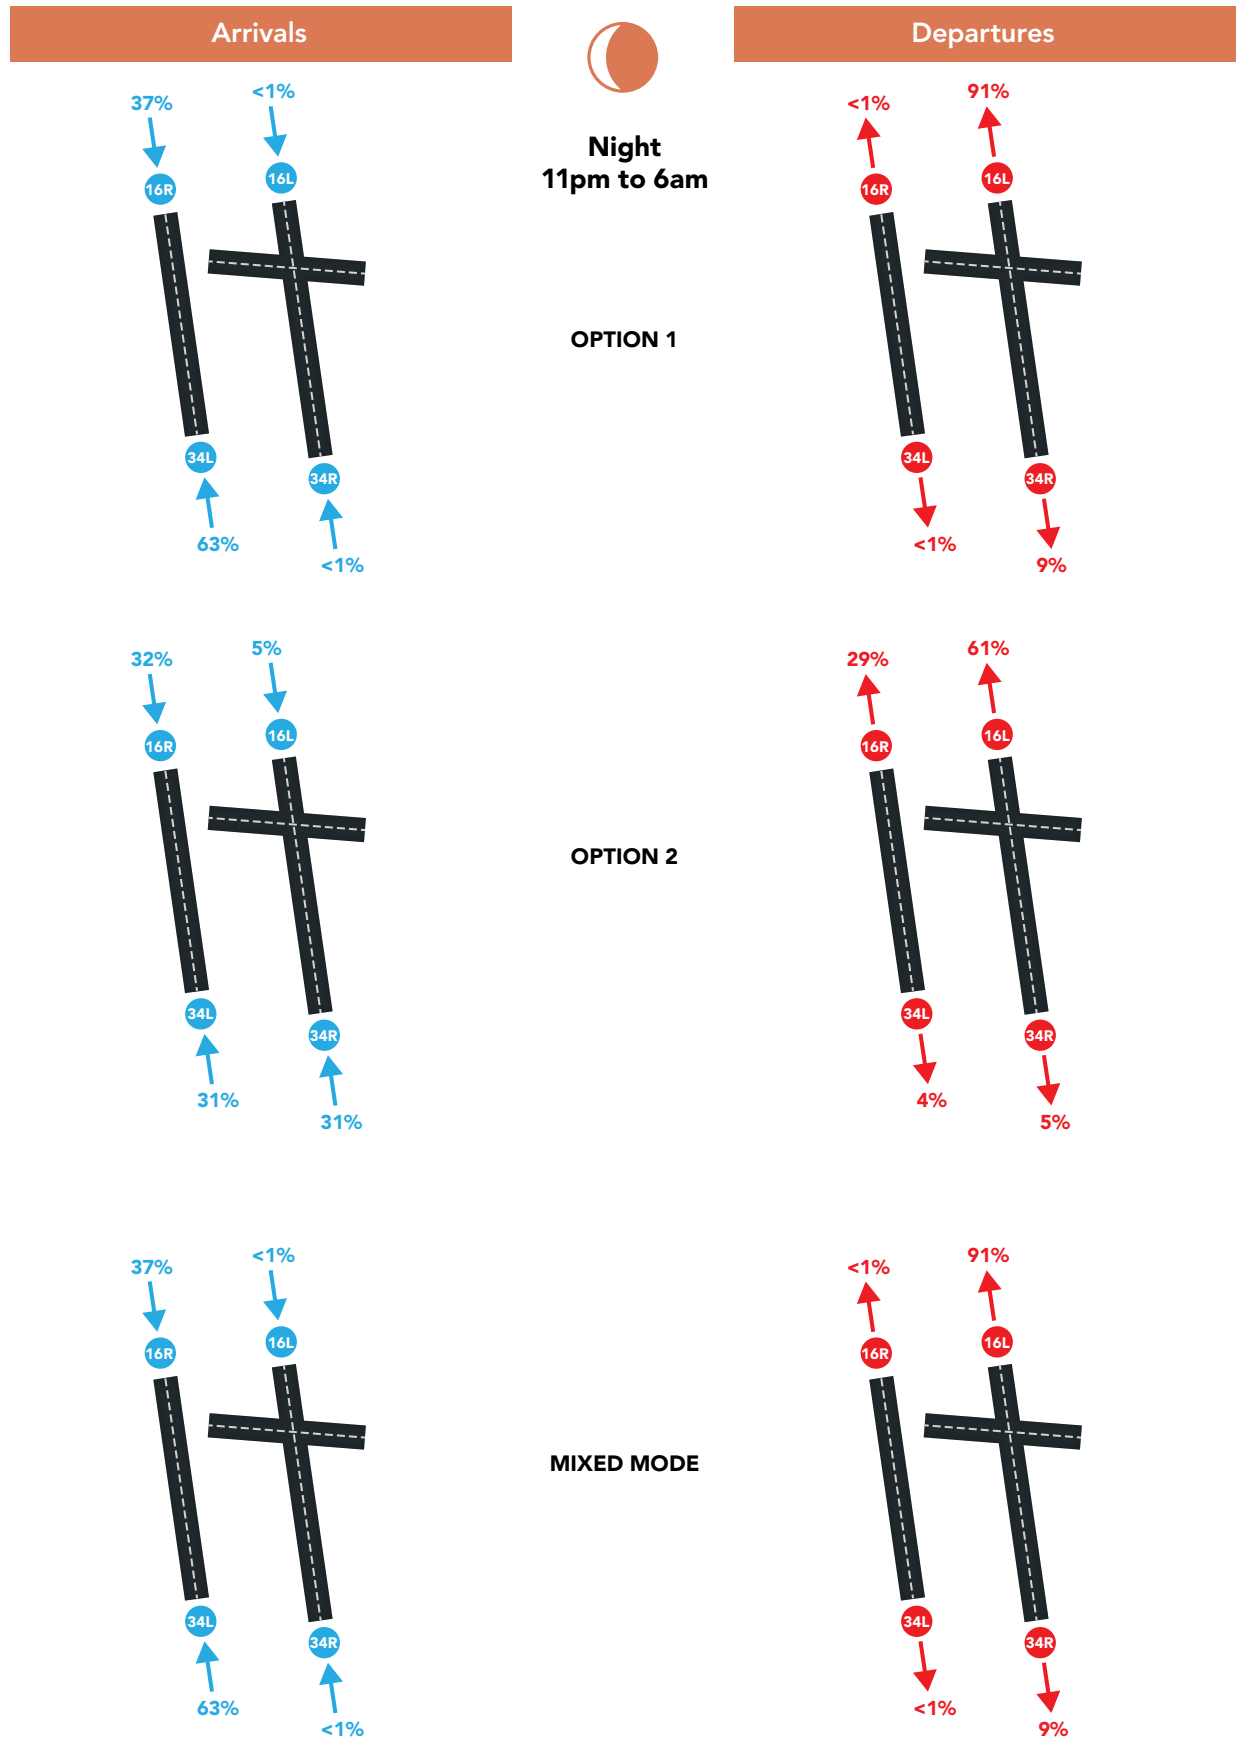 Arrivals
Departures
Night
11pm to 6am
37%
<1%
16R
16L
34L
34R
63%
<1%
OPTION 1
<1%
91%
16R
16L
34L
34R
<1%
9%
32%
5%
16R
16L
34L
34R
31%
31%
OPTION 2
29%
61%
16R
16L
34L
34R
4%
5%
37%
<1%
16R
16L
34L
34R
63%
<1%
MIXED MODE
<1%
91%
16R
16L
34L
34R
<1%
9%